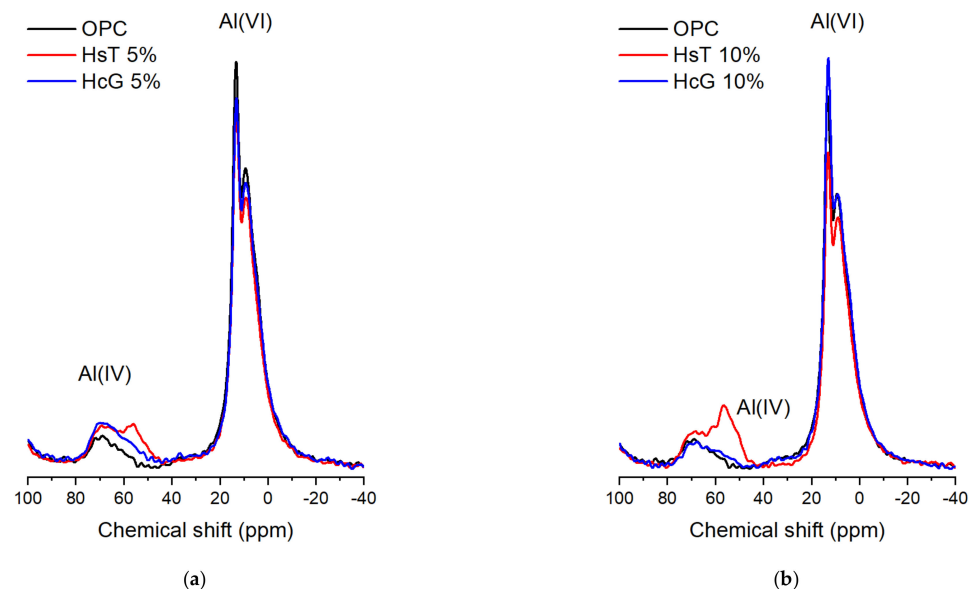 OPC
HsT 5%
HcG 5%
Al(VI)
Al(IV)
100 80 60 40 20 0 -20 -40
Chemical shift (ppm)
(a)
OPC
HsT 10%
HcG 10%
Al(VI)
Al(IV)
100 80 60 40 20 0 -20 -40
Chemical shift (ppm)
(b)